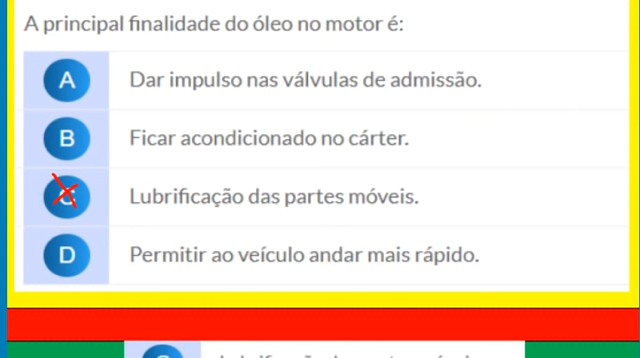 A principal finalidade do óleo no motor é:
A Dar impulso nas válvulas de admissão.
B Ficar acondicionado no cárter.
C Lubrificação das partes móveis.
D Permitir ao veículo andar mais rápido.